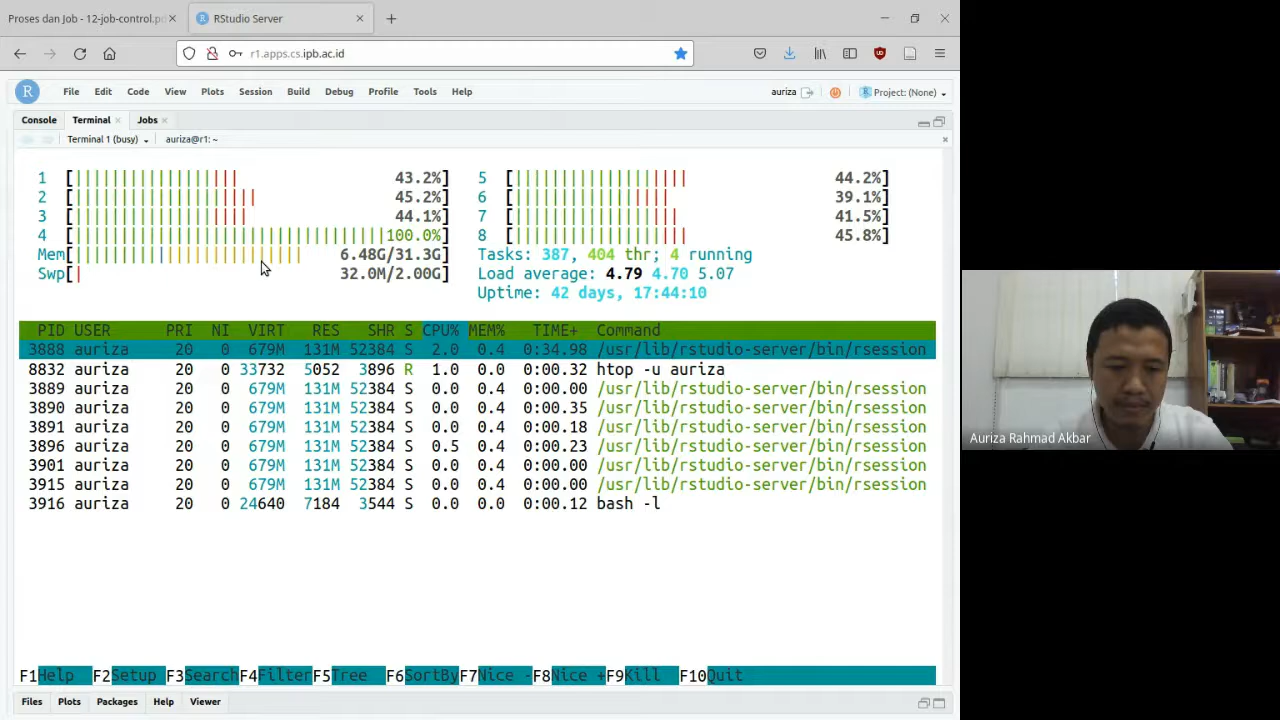 Proses dan Job - 12-job-control.pd
RStudio Server
r1.apps.cs.ipb.ac.id
File Edit Code View Plots Session Build Debug Profile Tools Help
auriza
Project: (None)
Console Terminal Jobs
Terminal 1 (busy) auriza@r1: ~
1 [||||||||||||||||||| 43.2%] 5 [||||||||||||||||||| 44.2%]
2 [||||||||||||||||||| 45.2%] 6 [||||||||||||||||| 39.1%]
3 [||||||||||||||||||| 44.1%] 7 [|||||||||||||||||| 41.5%]
4 [||||||||||||||||||||||||||||||||||100.0%] 8 [||||||||||||||||||| 45.8%]
Mem[||||||||||||||||||||||||| 6.48G/31.3G] Tasks: 387, 404 thr; 4 running
Swp[| 32.0M/2.00G] Load average: 4.79 4.70 5.07
Uptime: 42 days, 17:44:10
PID USER PRI NI VIRT RES SHR S CPU% MEM% TIME+ Command
3888 auriza 20 0 679M 131M 52384 S 2.0 0.4 0:34.98 /usr/lib/rstudio-server/bin/rsession
8832 auriza 20 0 33732 5052 3896 R 1.0 0.0 0:00.32 htop -u auriza
3889 auriza 20 0 679M 131M 52384 S 0.0 0.4 0:00.00 /usr/lib/rstudio-server/bin/rsession
3890 auriza 20 0 679M 131M 52384 S 0.0 0.4 0:00.35 /usr/lib/rstudio-server/bin/rsession
3891 auriza 20 0 679M 131M 52384 S 0.0 0.4 0:00.18 /usr/lib/rstudio-server/bin/rsession
3896 auriza 20 0 679M 131M 52384 S 0.5 0.4 0:00.23 /usr/lib/rstudio-server/bin/rsession
3901 auriza 20 0 679M 131M 52384 S 0.0 0.4 0:00.00 /usr/lib/rstudio-server/bin/rsession
3915 auriza 20 0 679M 131M 52384 S 0.0 0.4 0:00.00 /usr/lib/rstudio-server/bin/rsession
3916 auriza 20 0 24640 7184 3544 S 0.0 0.0 0:00.12 bash -l
F1Help F2Setup F3SearchF4FilterF5Tree F6SortByF7Nice -F8Nice +F9Kill F10Quit
Files Plots Packages Help Viewer
Auriza Rahmad Akbar